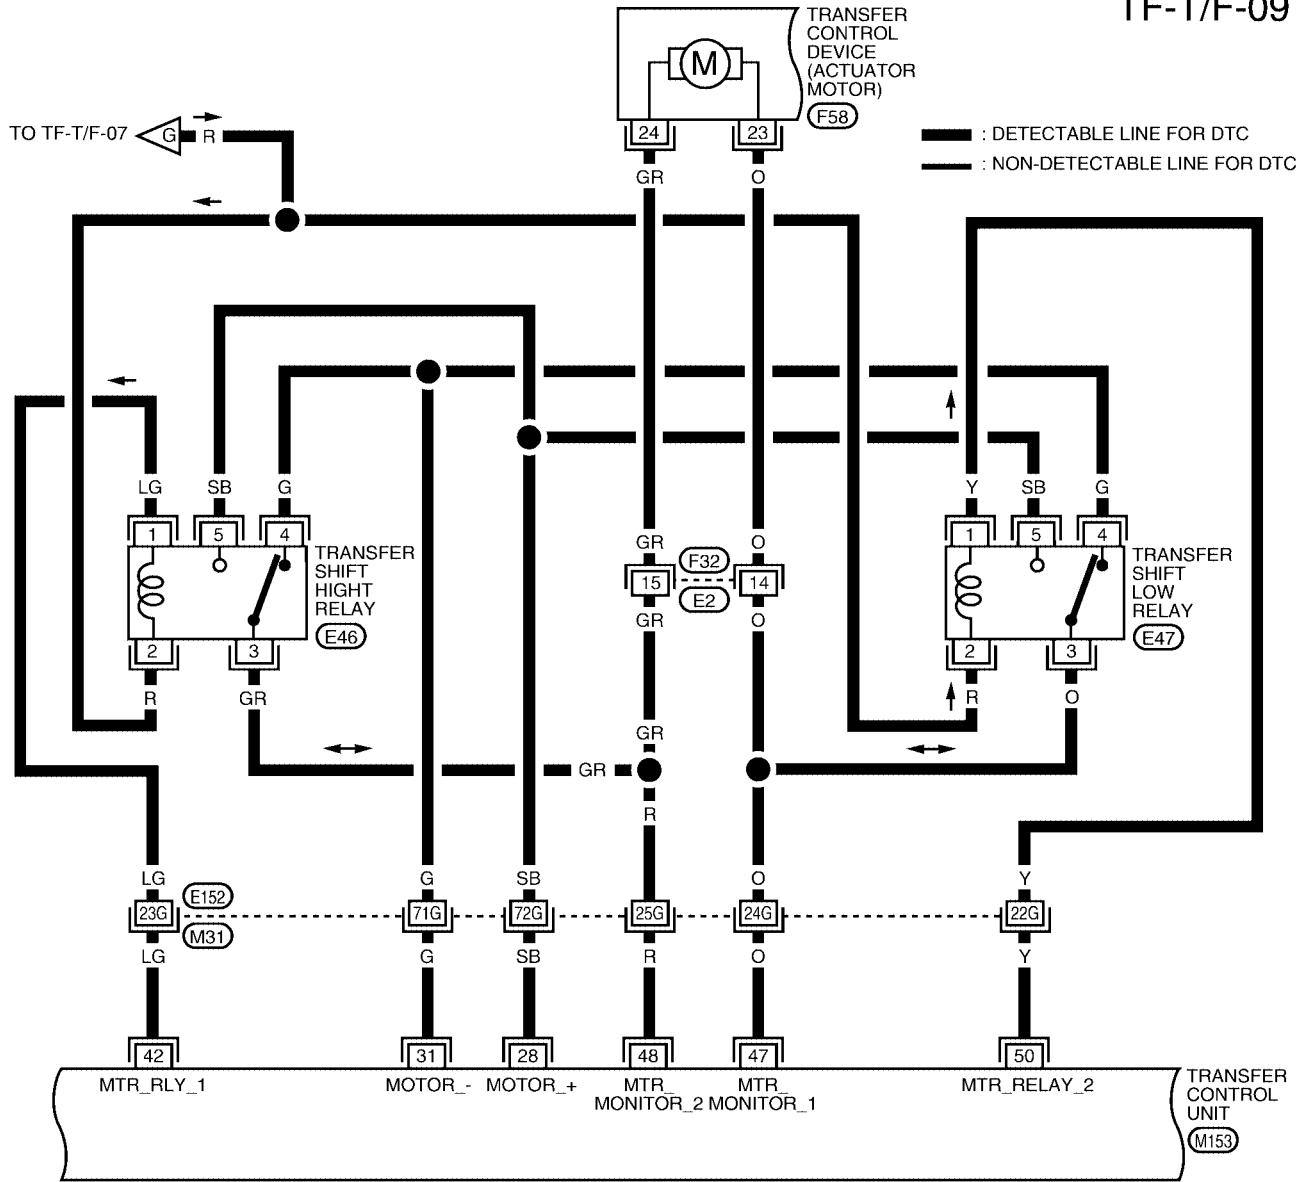 TF-T/F-09
TRANSFER
CONTROL
DEVICE
(ACTUATOR
MOTOR)
F58
M
24 23
GR O
TO TF-T/F-07 G R
: DETECTABLE LINE FOR DTC
: NON-DETECTABLE LINE FOR DTC
LG SB G
Y SB G
1 5 4
1 5 4
TRANSFER
SHIFT
HIGHT
RELAY
E46
GR O
F32
15 14
E2
GR O
TRANSFER
SHIFT
LOW
RELAY
E47
2 3
2 3
R GR
R O
GR
GR
R
LG G SB O Y
E152
23G 71G 72G 25G 24G 22G
M31
LG G SB R O Y
42 31 28 48 47 50
MTR_RLY_1 MOTOR_- MOTOR_+ MTR_ MTR_ MTR_RELAY_2
MONITOR_2 MONITOR_1
TRANSFER
CONTROL
UNIT
M153